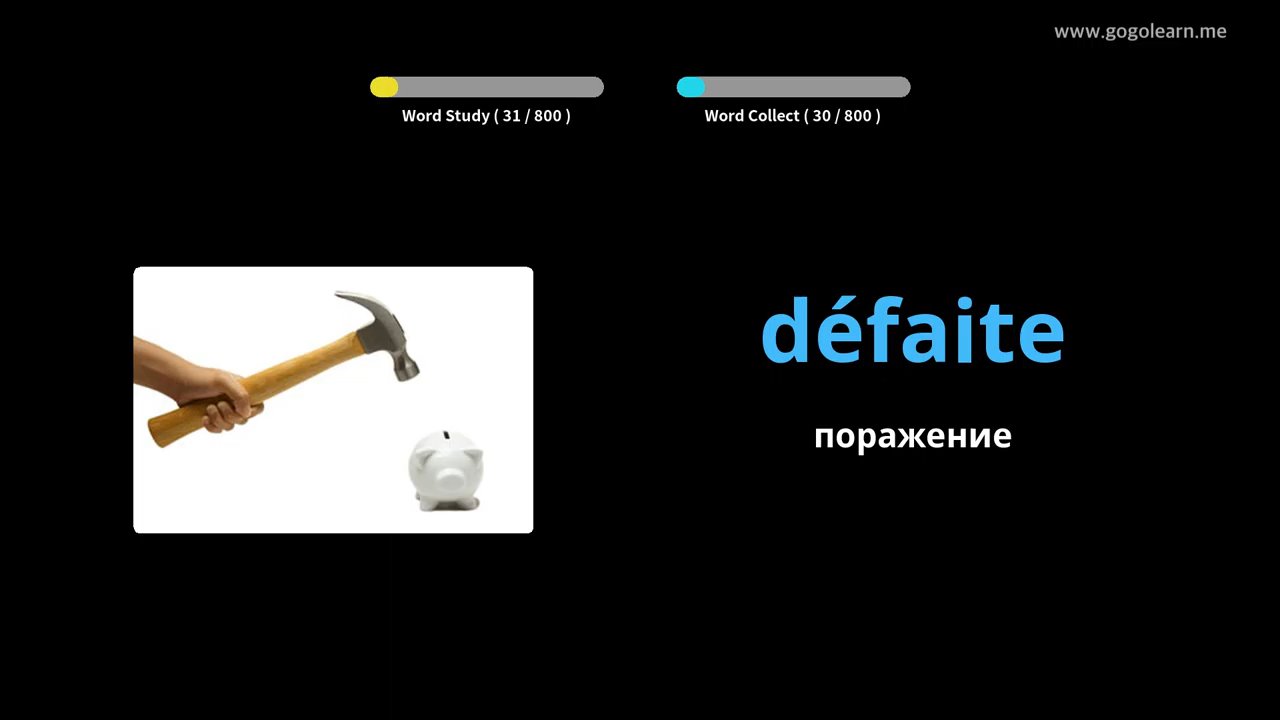 www.gogolearn.me
Word Study ( 31 / 800 )
Word Collect ( 30 / 800 )
défaite
поражение